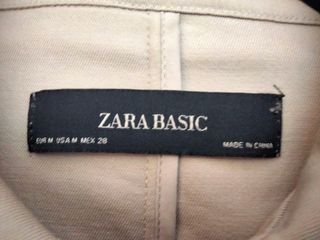 ZARA BASIC
EUR M USA M MEX 28 MADE IN CHINA